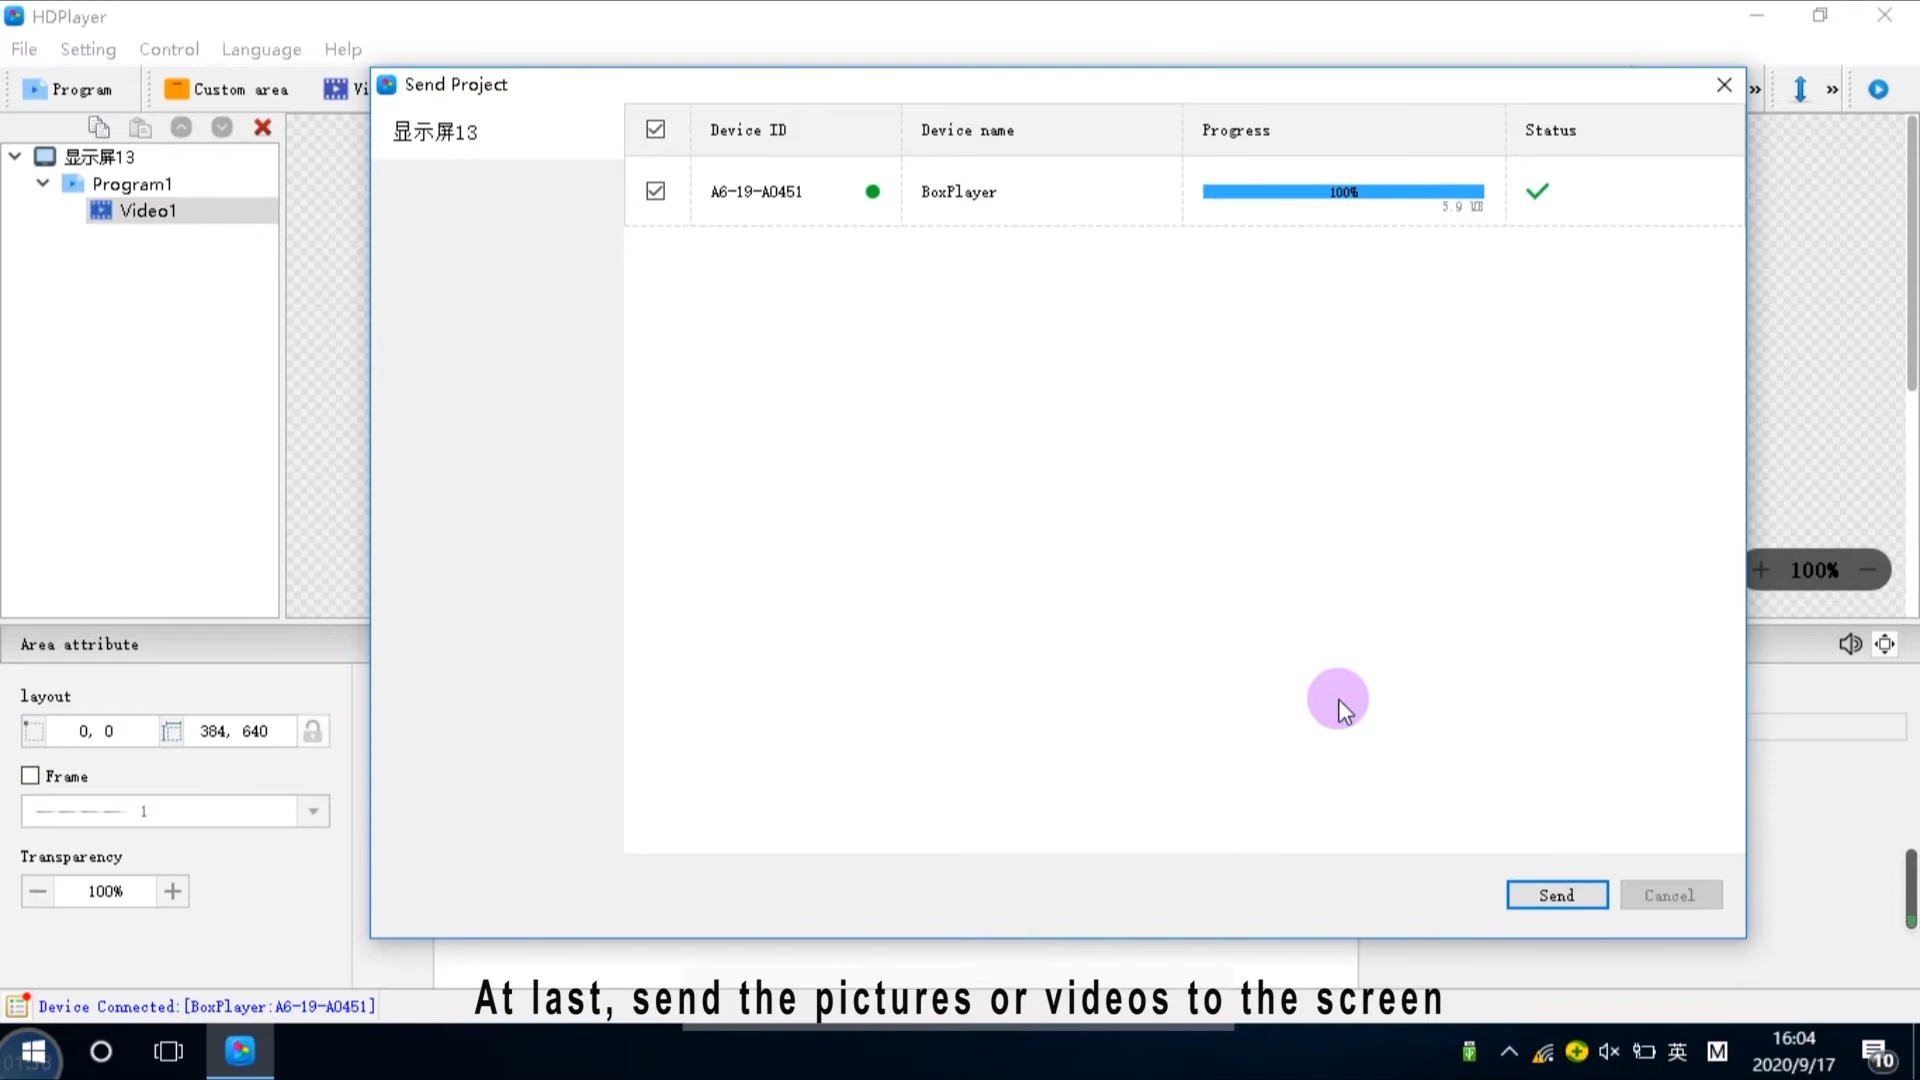 HDPlayer
File Setting Control Language Help
Program Custom area Vi
Send Project
显示屏13
Device ID Device name Progress Status
A6-19-A0451 BoxPlayer 100%
显示屏13
Program1
Video1
100%
Area attribute
layout
0, 0 384, 640
Frame
1
Transparency
100%
Send Cancel
Device Connected:[BoxPlayer:A6-19-A0451]
At last, send the pictures or videos to the screen
英 M 16:04
2020/9/17 10